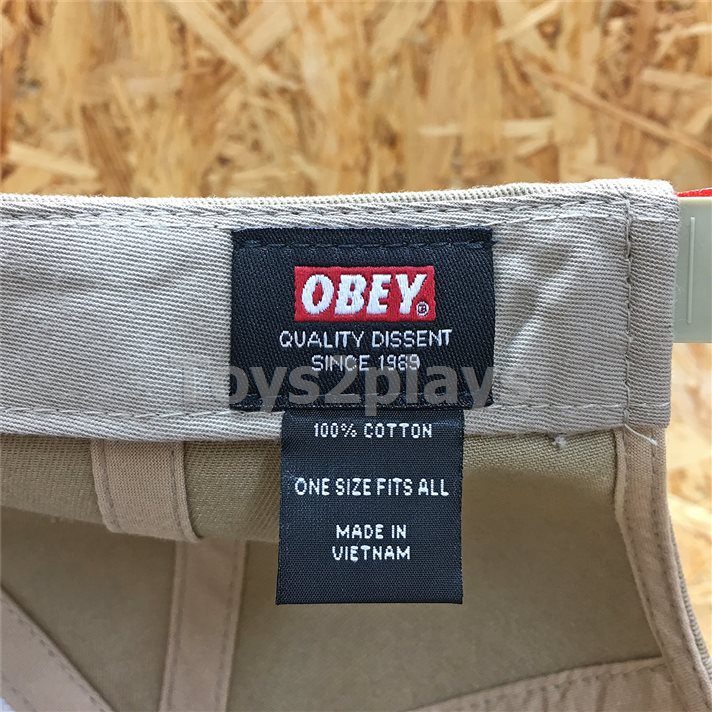 OBEY®
QUALITY DISSENT
SINCE 1989
Toys2plays
100% COTTON
ONE SIZE FITS ALL
MADE IN
VIETNAM